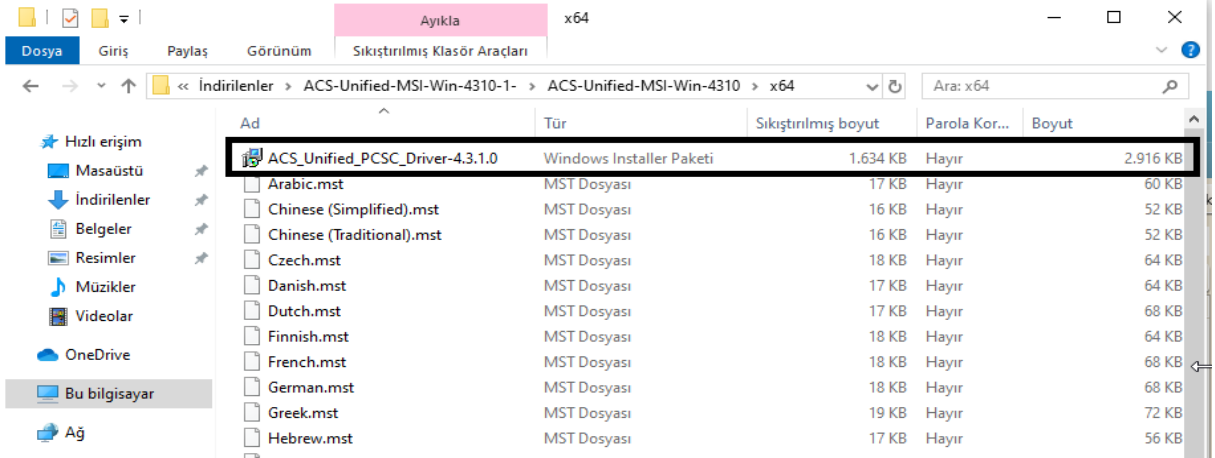 Ayıkla x64
Dosya Giriş Paylaş Görünüm Sıkıştırılmış Klasör Araçları
« İndirilenler > ACS-Unified-MSI-Win-4310-1- > ACS-Unified-MSI-Win-4310 > x64 Ara: x64
Ad Tür Sıkıştırılmış boyut Parola Kor... Boyut
Hızlı erişim
Masaüstü
İndirilenler
Belgeler
Resimler
Müzikler
Videolar
OneDrive
Bu bilgisayar
Ağ
ACS_Unified_PCSC_Driver-4.3.1.0 Windows Installer Paketi 1.634 KB Hayır 2.916 KB
Arabic.mst MST Dosyası 17 KB Hayır 60 KB
Chinese (Simplified).mst MST Dosyası 16 KB Hayır 52 KB
Chinese (Traditional).mst MST Dosyası 16 KB Hayır 52 KB
Czech.mst MST Dosyası 18 KB Hayır 64 KB
Danish.mst MST Dosyası 17 KB Hayır 64 KB
Dutch.mst MST Dosyası 17 KB Hayır 68 KB
Finnish.mst MST Dosyası 18 KB Hayır 64 KB
French.mst MST Dosyası 18 KB Hayır 68 KB
German.mst MST Dosyası 18 KB Hayır 68 KB
Greek.mst MST Dosyası 19 KB Hayır 72 KB
Hebrew.mst MST Dosyası 17 KB Hayır 56 KB